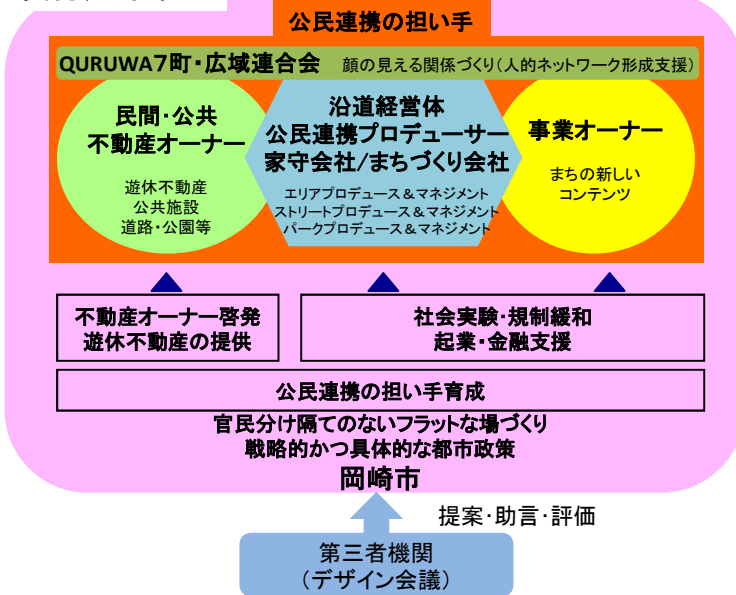 公民連携の担い手
QURUWA7町・広域連合会 顔の見える関係づくり(人的ネットワーク形成支援)
民間・公共
不動産オーナー
遊休不動産
公共施設
道路・公園等
沿道経営体
公民連携プロデューサー
家守会社/まちづくり会社
エリアプロデュース&マネジメント
ストリートプロデュース&マネジメント
パークプロデュース&マネジメント
事業オーナー
まちの新しい
コンテンツ
不動産オーナー啓発
遊休不動産の提供
社会実験・規制緩和
起業・金融支援
公民連携の担い手育成
官民分け隔てのないフラットな場づくり
戦略的かつ具体的な都市政策
岡崎市
提案・助言・評価
第三者機関
(デザイン会議)